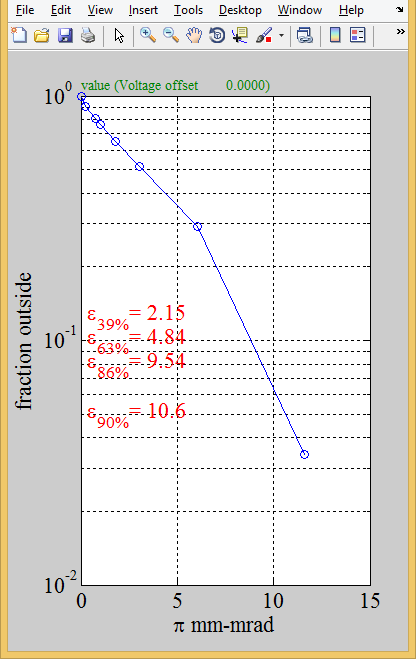 File Edit View Insert Tools Desktop Window Help
value (Voltage offset 0.0000)
10^0
fraction outside
ε39%= 2.15
10^-1
ε63%= 4.84
ε86%= 9.54
ε90%= 10.6
10^-2
0 5 10 15
π mm-mrad